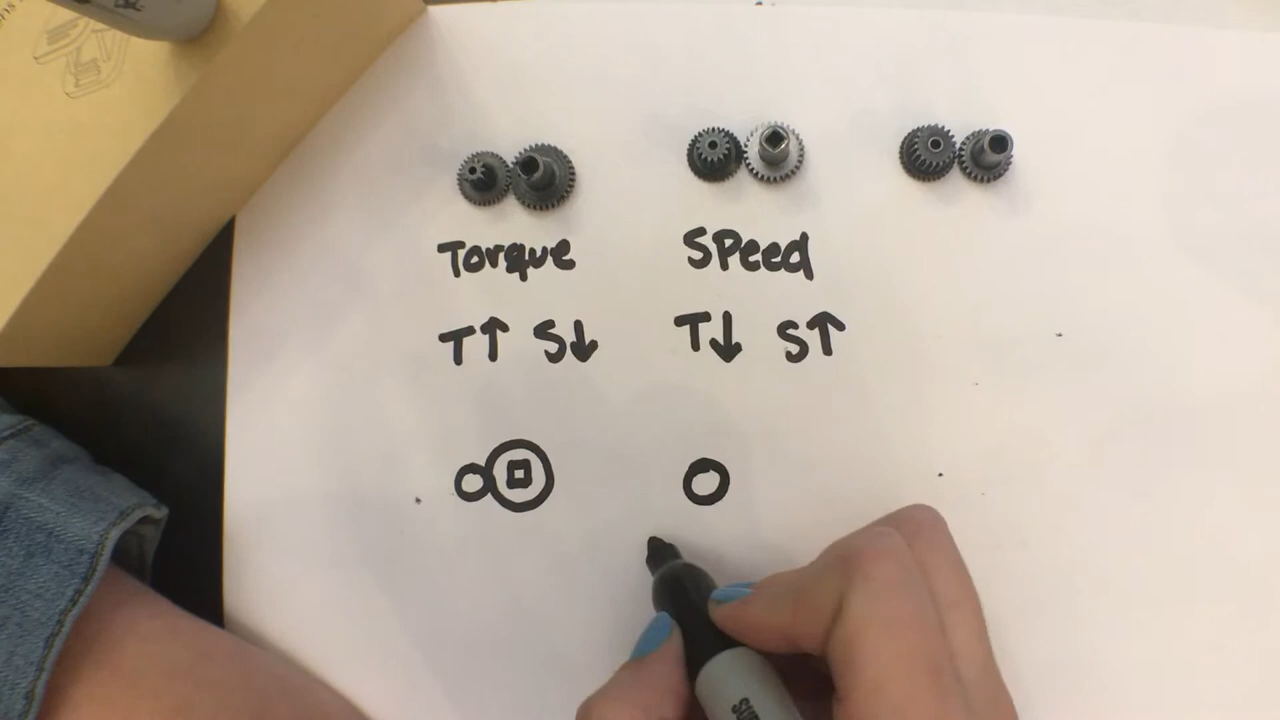 Torque SPeed
T↑ S↓ T↓ S↑